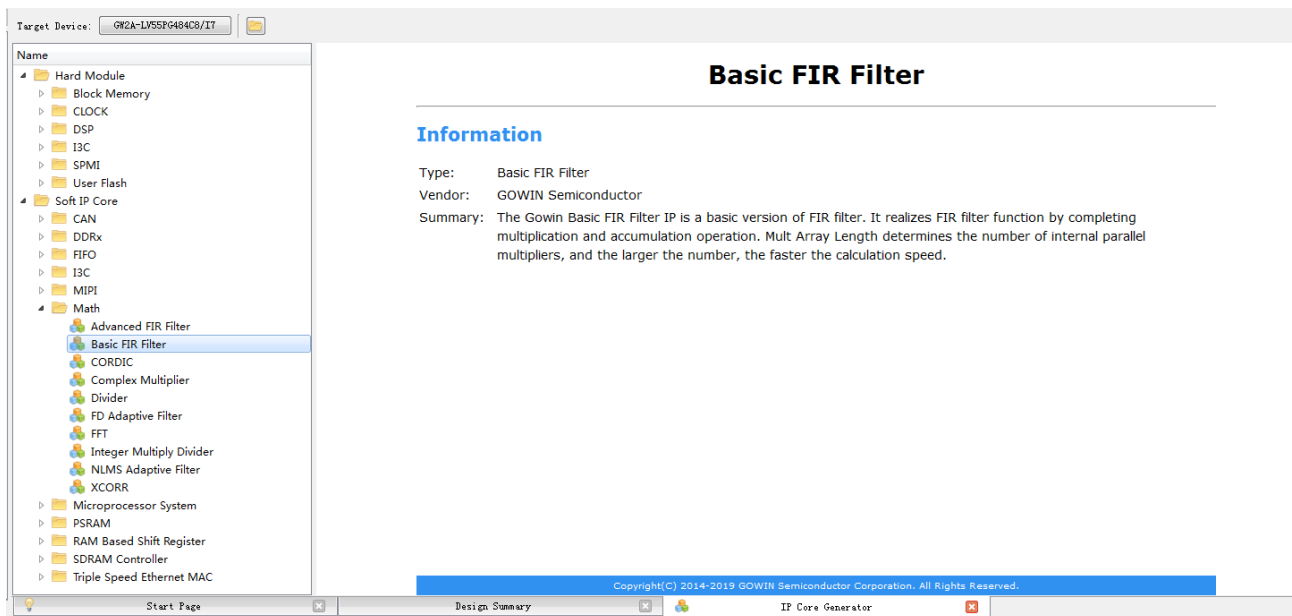 Target Device: GW2A-LV55PG484C8/I7
Name
Hard Module
Block Memory
CLOCK
DSP
I3C
SPMI
User Flash
Soft IP Core
CAN
DDRx
FIFO
I3C
MIPI
Math
Advanced FIR Filter
Basic FIR Filter
CORDIC
Complex Multiplier
Divider
FD Adaptive Filter
FFT
Integer Multiply Divider
NLMS Adaptive Filter
XCORR
Microprocessor System
PSRAM
RAM Based Shift Register
SDRAM Controller
Triple Speed Ethernet MAC
Basic FIR Filter
Information
Type: Basic FIR Filter
Vendor: GOWIN Semiconductor
Summary: The Gowin Basic FIR Filter IP is a basic version of FIR filter. It realizes FIR filter function by completing
multiplication and accumulation operation. Mult Array Length determines the number of internal parallel
multipliers, and the larger the number, the faster the calculation speed.
Copyright(C) 2014-2019 GOWIN Semiconductor Corporation. All Rights Reserved.
Start Page Design Summary IP Core Generator